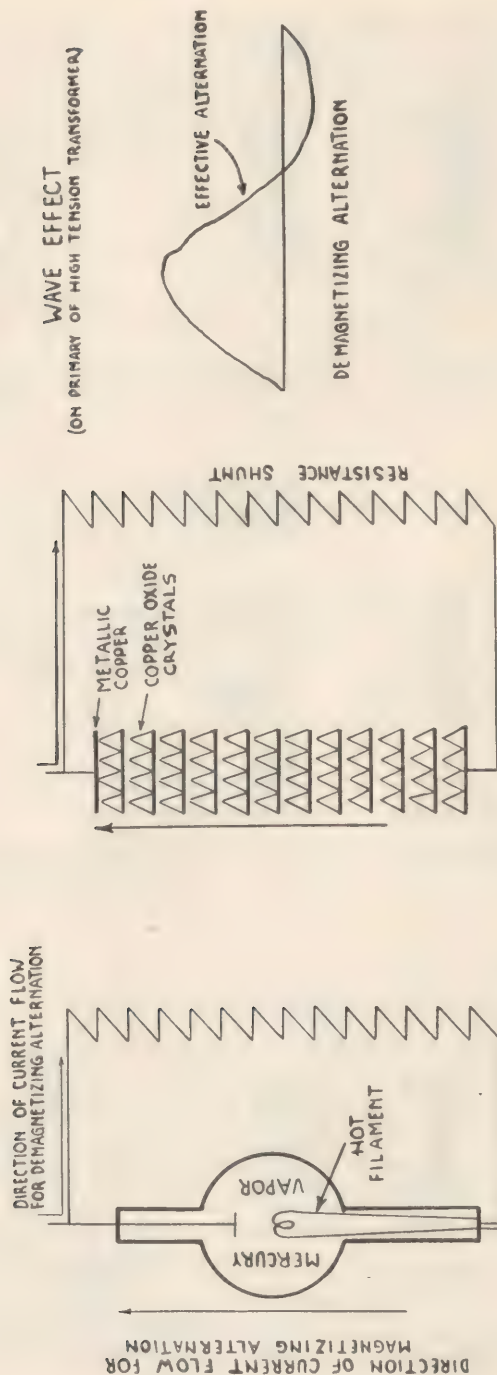 DIRECTION OF CURRENT FLOW
FOR DEMAGNETIZING ALTERNATION
DIRECTION OF CURRENT FLOW FOR
MAGNETIZING ALTERNATION
MERCURY
VAPOR
HOT
FILAMENT
METALLIC
COPPER
COPPER OXIDE
CRYSTALS
RESISTANCE SHUNT
WAVE EFFECT
(ON PRIMARY OF HIGH TENSION TRANSFORMER)
EFFECTIVE ALTERNATION
DEMAGNETIZING ALTERNATION